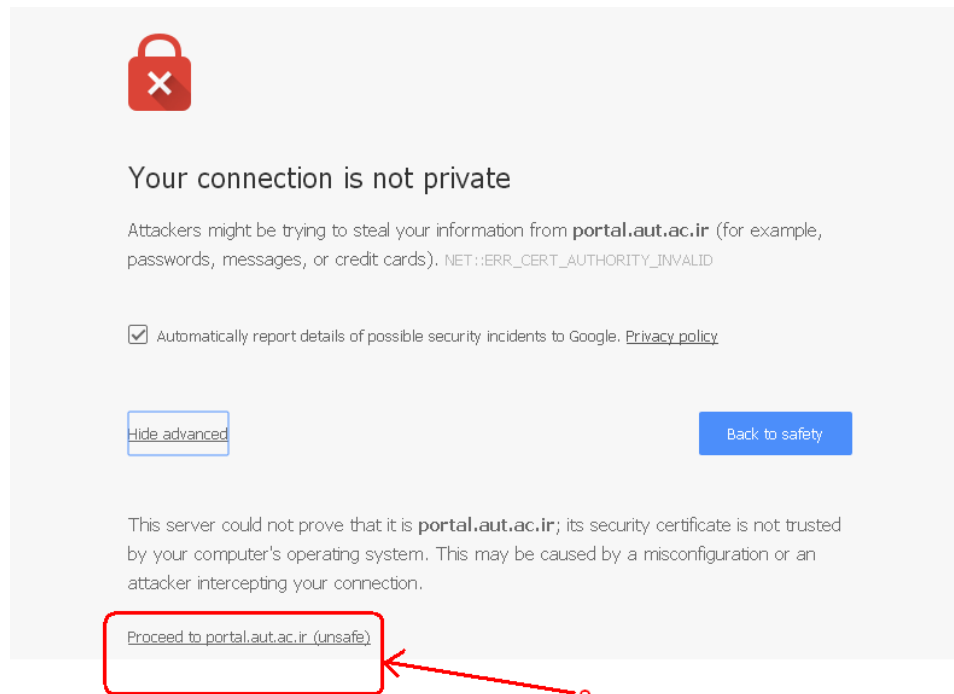 Your connection is not private
Attackers might be trying to steal your information from portal.aut.ac.ir (for example,
passwords, messages, or credit cards). NET::ERR_CERT_AUTHORITY_INVALID
Automatically report details of possible security incidents to Google. Privacy policy
Hide advanced
Back to safety
This server could not prove that it is portal.aut.ac.ir; its security certificate is not trusted
by your computer's operating system. This may be caused by a misconfiguration or an
attacker intercepting your connection.
Proceed to portal.aut.ac.ir (unsafe)